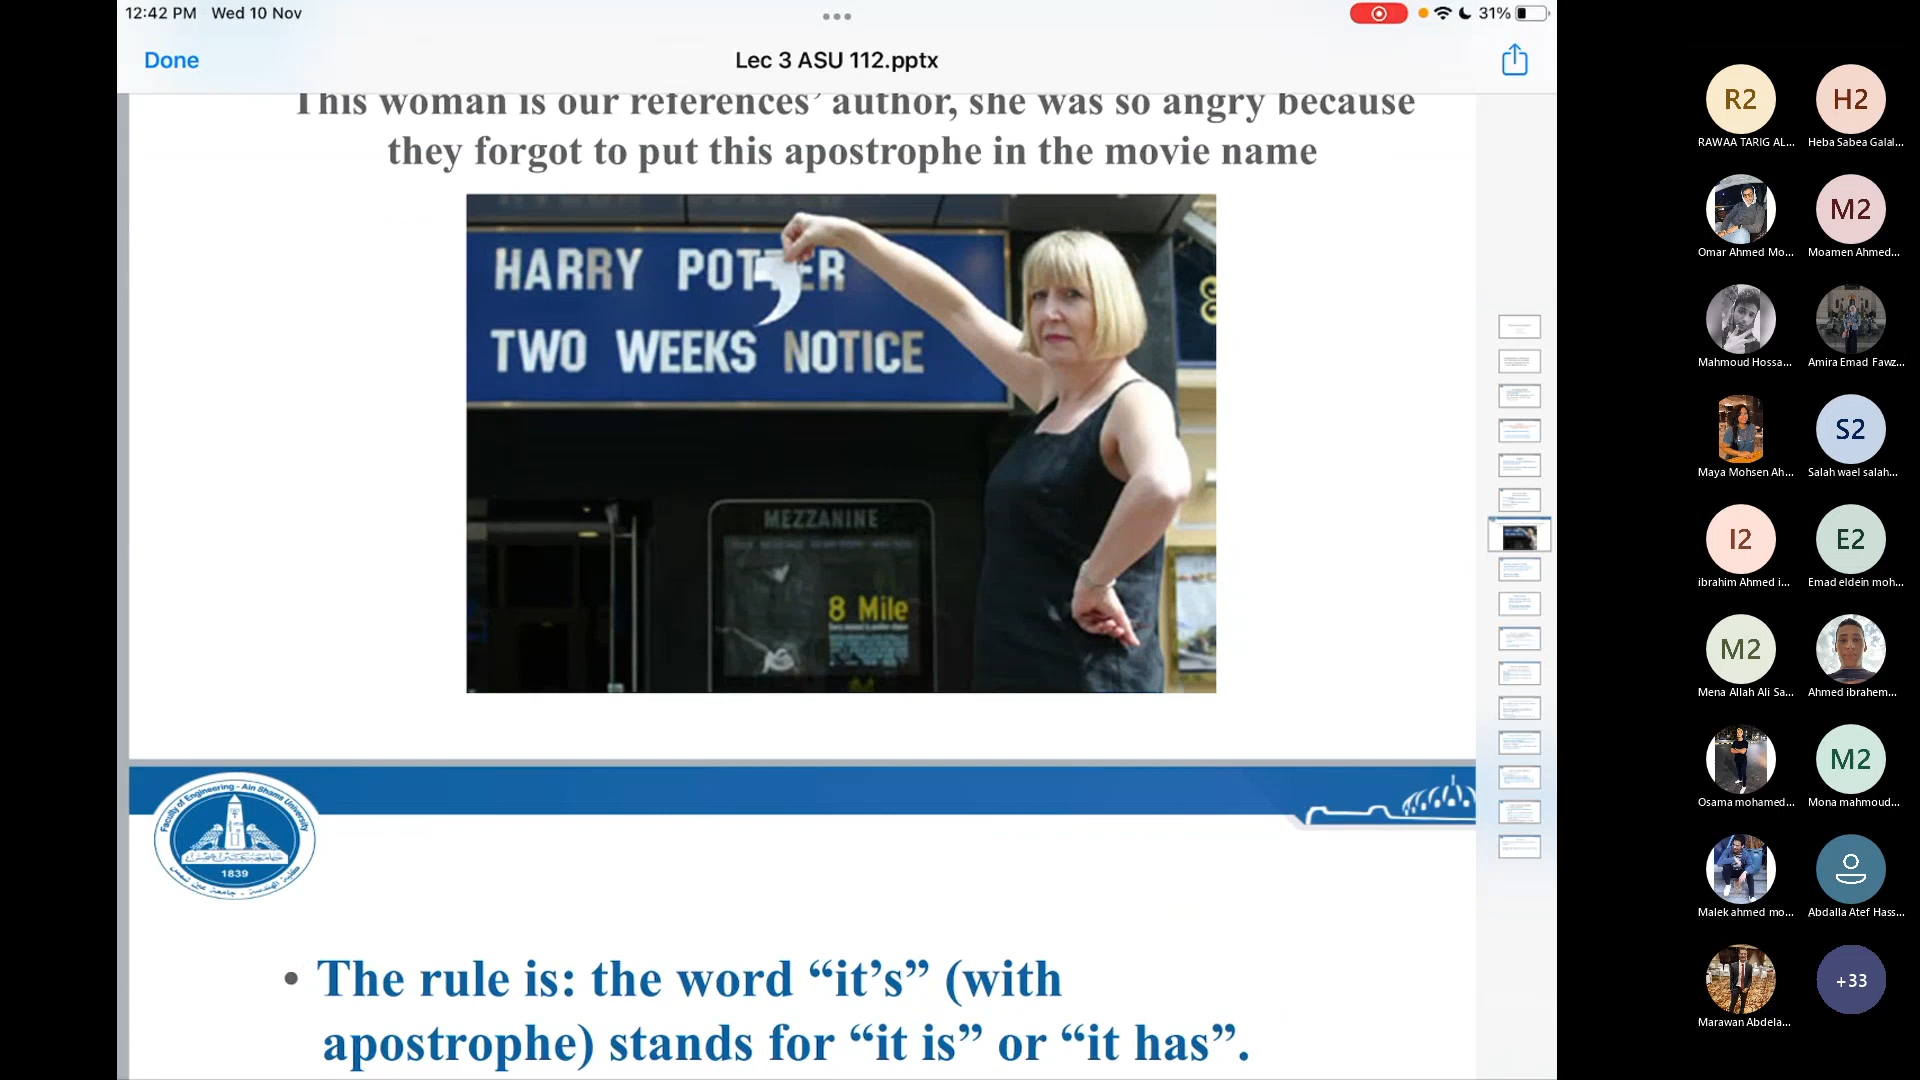 12:42 PM Wed 10 Nov
31%
Done
Lec 3 ASU 112.pptx
This woman is our references’ author, she was so angry because
they forgot to put this apostrophe in the movie name
HARRY POTTER
TWO WEEKS NOTICE
MEZZANINE
8 Mile
Faculty of Engineering - Ain Shams University
1839
كلية الهندسة - جامعة عين شمس
• The rule is: the word “it’s” (with
apostrophe) stands for “it is” or “it has”.
R2
H2
RAWAA TARIG AL...
Heba Sabea Galal...
M2
Omar Ahmed Mo...
Moamen Ahmed...
Mahmoud Hossa...
Amira Emad Fawz...
S2
Maya Mohsen Ah...
Salah wael salah...
I2
E2
ibrahim Ahmed i...
Emad eldein moh...
M2
Mena Allah Ali Sa...
Ahmed ibrahem...
M2
Osama mohamed...
Mona mahmoud...
Malek ahmed mo...
Abdalla Atef Hass...
+33
Marawan Abdela...